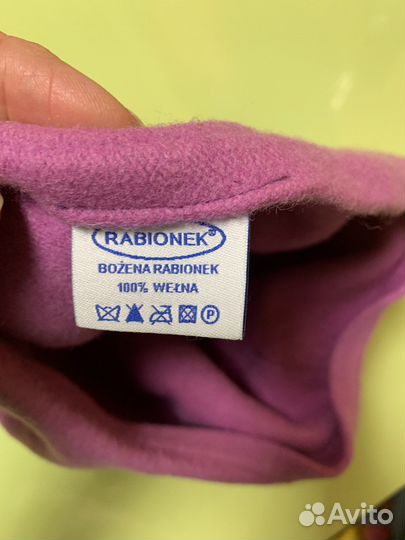 RABIONEK®
BOŻENA RABIONEK
100% WEŁNA
P
Avito